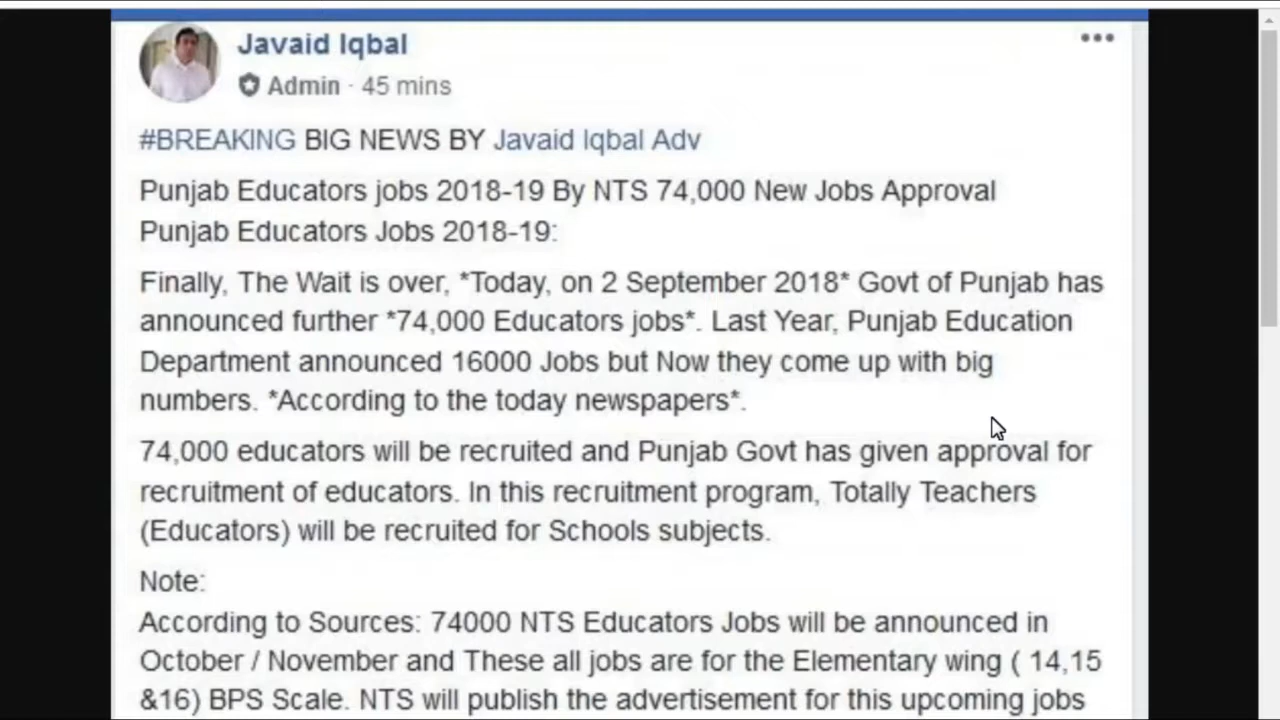 Javaid Iqbal
Admin · 45 mins
#BREAKING BIG NEWS BY Javaid Iqbal Adv
Punjab Educators jobs 2018-19 By NTS 74,000 New Jobs Approval
Punjab Educators Jobs 2018-19:
Finally, The Wait is over, *Today, on 2 September 2018* Govt of Punjab has
announced further *74,000 Educators jobs*. Last Year, Punjab Education
Department announced 16000 Jobs but Now they come up with big
numbers. *According to the today newspapers*.
74,000 educators will be recruited and Punjab Govt has given approval for
recruitment of educators. In this recruitment program, Totally Teachers
(Educators) will be recruited for Schools subjects.
Note:
According to Sources: 74000 NTS Educators Jobs will be announced in
October / November and These all jobs are for the Elementary wing ( 14,15
&16) BPS Scale. NTS will publish the advertisement for this upcoming jobs